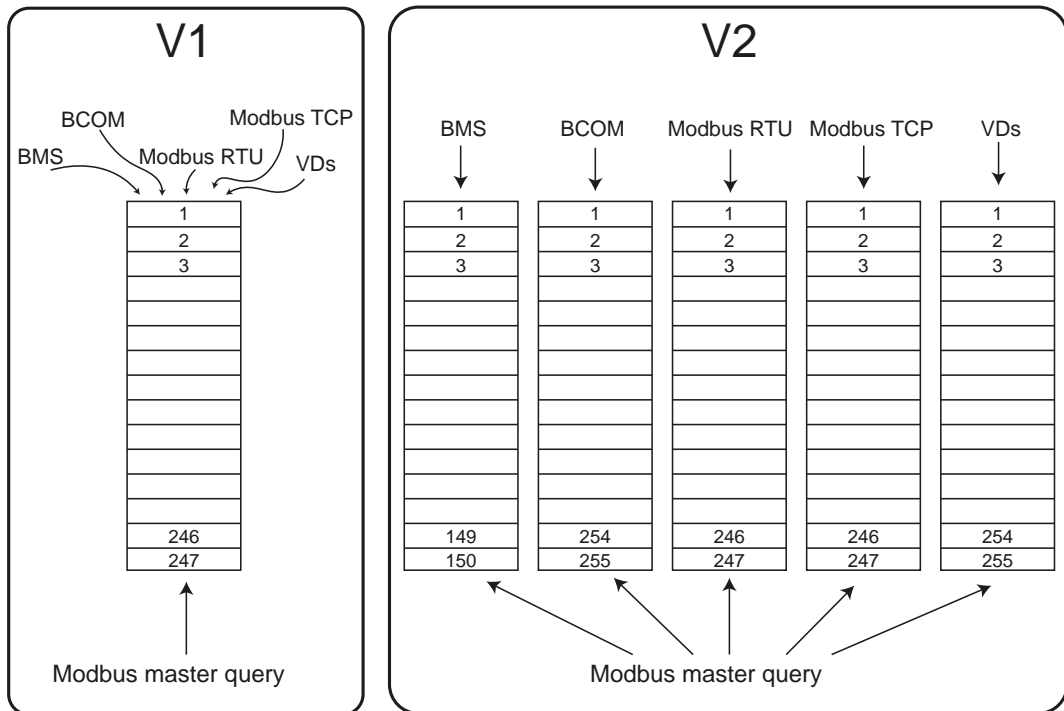 V1
BCOM
Modbus TCP
BMS
Modbus RTU
VDs
1
2
3
246
247
Modbus master query
V2
BMS BCOM Modbus RTU Modbus TCP VDs
1 1 1 1 1
2 2 2 2 2
3 3 3 3 3
149 254 246 246 254
150 255 247 247 255
Modbus master query